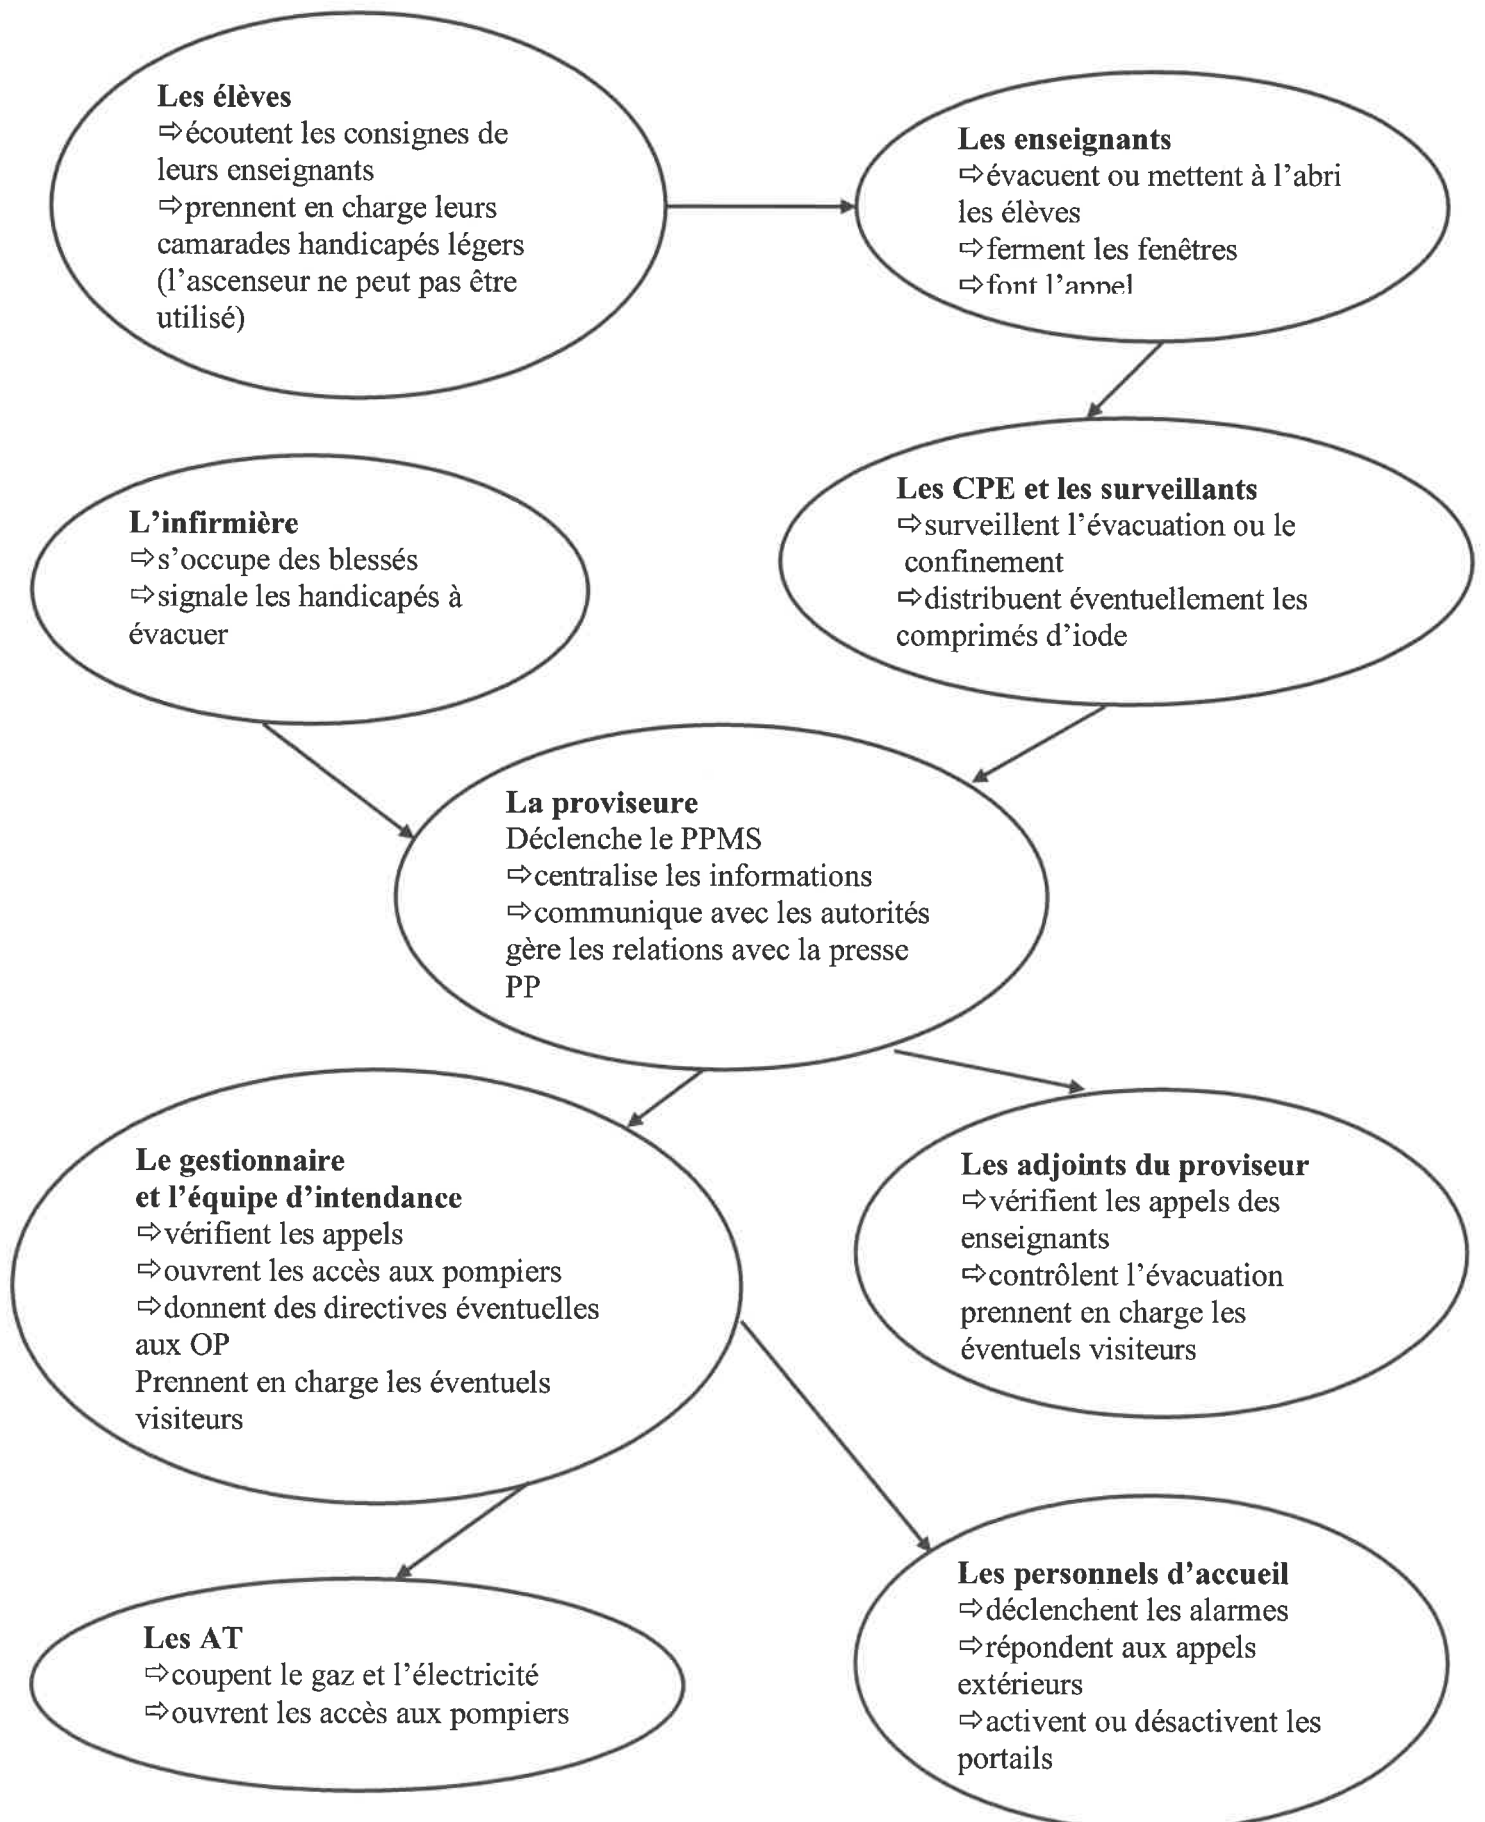 Les élèves
⇨écoutent les consignes de
leurs enseignants
⇨prennent en charge leurs
camarades handicapés légers
(l'ascenseur ne peut pas être
utilisé)
Les enseignants
⇨évacuent ou mettent à l'abri
les élèves
⇨ferment les fenêtres
⇨font l'appel
L'infirmière
⇨s'occupe des blessés
⇨signale les handicapés à
évacuer
Les CPE et les surveillants
⇨surveillent l'évacuation ou le
confinement
⇨distribuent éventuellement les
comprimés d'iode
La proviseure
Déclenche le PPMS
⇨centralise les informations
⇨communique avec les autorités
gère les relations avec la presse
PP
Le gestionnaire
et l'équipe d'intendance
⇨vérifient les appels
⇨ouvrent les accès aux pompiers
⇨donnent des directives éventuelles
aux OP
Prennent en charge les éventuels
visiteurs
Les adjoints du proviseur
⇨vérifient les appels des
enseignants
⇨contrôlent l'évacuation
prennent en charge les
éventuels visiteurs
Les AT
⇨coupent le gaz et l'électricité
⇨ouvrent les accès aux pompiers
Les personnels d'accueil
⇨déclenchent les alarmes
⇨répondent aux appels
extérieurs
⇨activent ou désactivent les
portails